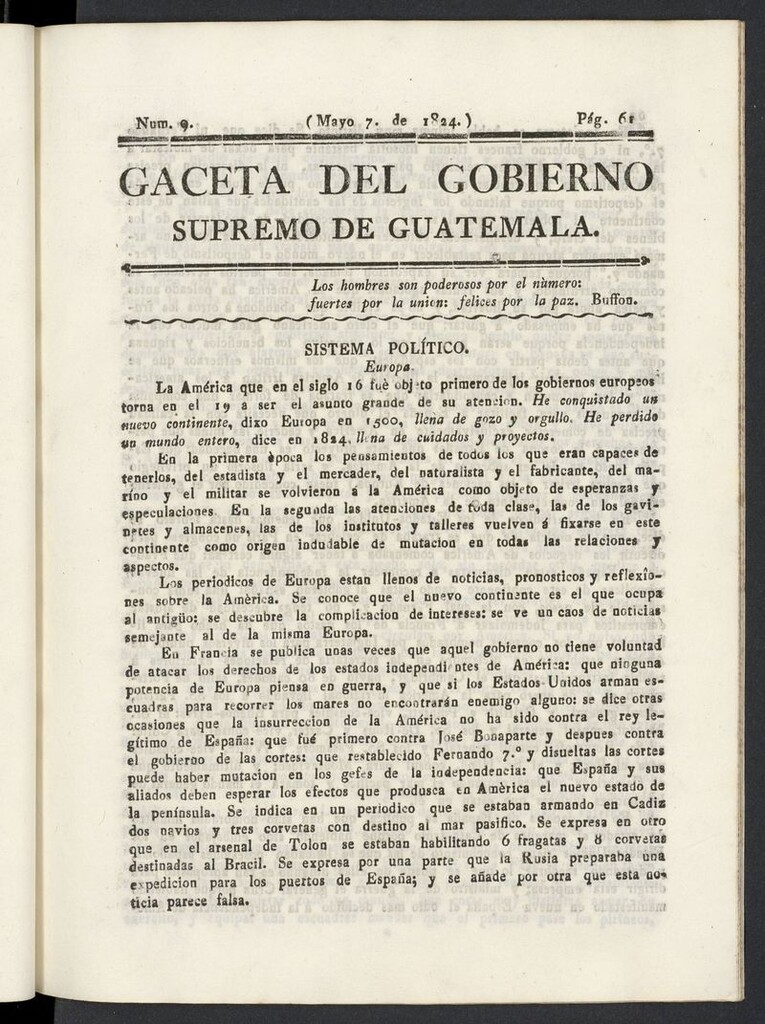 Num. 9. (Mayo 7. de 1824.) Pág. 61
GACETA DEL GOBIERNO
SUPREMO DE GUATEMALA.
Los hombres son poderosos por el nùmero:
fuertes por la union: felices por la paz. Buffon.
SISTEMA POLÍTICO.
Europa.
La América que en el siglo 16 fuè objeto primero de los gobiernos europeos
torna en el 19 a ser el asunto grande de su atencion. He conquistado un
nuevo continente, dixo Europa en 1500, llena de gozo y orgullo. He perdido
un mundo entero, dice en 1824, llena de cuidados y proyectos.
En la primera època los pensamientos de todos los que eran capaces de
tenerlos, del estadista y el mercader, del naturalista y el fabricante, del ma-
rino y el militar se volvieron á la América como objeto de esperanzas y
especulaciones. En la segunda las atenciones de toda clase, las de los gavi-
netes y almacenes, las de los institutos y talleres vuelven á fixarse en este
continente como origen indudable de mutacion en todas las relaciones y
aspectos.
Los periodicos de Europa estan llenos de noticias, pronosticos y reflexîo-
nes sobre la Amèrica. Se conoce que el nuevo continente es el que ocupa
al antigüo: se descubre la complicacion de intereses: se ve un caos de noticias
semejante al de la misma Europa.
En Francia se publica unas veces que aquel gobierno no tiene voluntad
de atacar los derechos de los estados independientes de América: que ninguna
potencia de Europa piensa en guerra, y que si los Estados-Unidos arman es-
cuadras para recorrer los mares no encontrarán enemigo alguno: se dice otras
ocasiones que la insurreccion de la América no ha sido contra el rey le-
gítimo de España: que fué primero contra José Bonaparte y despues contra
el gobierno de las cortes: que restablecido Fernando 7.º y disueltas las cortes
puede haber mutacion en los gefes de la independencia: que España y sus
aliados deben esperar los efectos que produsca en Amèrica el nuevo estado de
la península. Se indica en un periodico que se estaban armando en Cadiz
dos navios y tres corvetas con destino al mar pasifico. Se expresa en otro
que en el arsenal de Tolon se estaban habilitando 6 fragatas y 8 corvetas
destinadas al Bracil. Se expresa por una parte que la Rusia preparaba una
expedicion para los puertos de España; y se añade por otra que esta no-
ticia parece falsa.